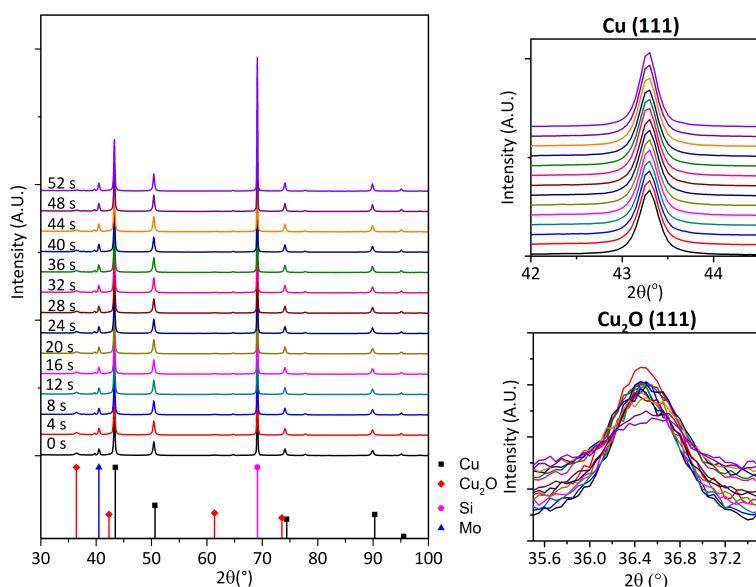 Intensity (A.U.)
52 s
48 s
44 s
40 s
36 s
32 s
28 s
24 s
20 s
16 s
12 s
8 s
4 s
0 s
30 40 50 60 70 80 90 100
2θ(°)
Cu
Cu₂O
Si
Mo
Cu (111)
Intensity (A.U.)
42 43 44
2θ(°)
Cu₂O (111)
Intensity (A.U.)
35.6 36.0 36.4 36.8 37.2
2θ (°)